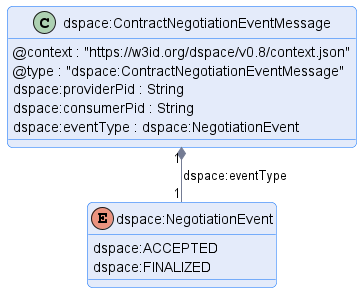 C dspace:ContractNegotiationEventMessage
@context : "https://w3id.org/dspace/v0.8/context.json"
@type : "dspace:ContractNegotiationEventMessage"
dspace:providerPid : String
dspace:consumerPid : String
dspace:eventType : dspace:NegotiationEvent
1
dspace:eventType
1
E dspace:NegotiationEvent
dspace:ACCEPTED
dspace:FINALIZED